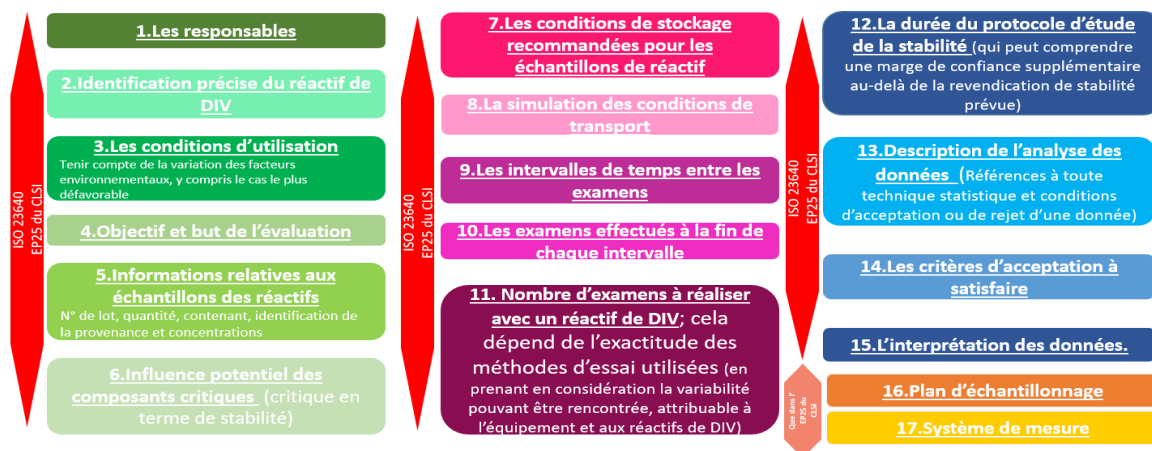 ISO 23640
EP25 du CLSI
1.Les responsables
2.Identification précise du réactif de
DIV
3.Les conditions d'utilisation
Tenir compte de la variation des facteurs
environnementaux, y compris le cas le plus
défavorable
4.Objectif et but de l'évaluation
5.Informations relatives aux
échantillons des réactifs
N° de lot, quantité, contenant, identification de
la provenance et concentrations
6.Influence potentiel des
composants critiques (critique en
terme de stabilité)
ISO 23640
EP25 du CLSI
7.Les conditions de stockage
recommandées pour les
échantillons de réactif
8.La simulation des conditions de
transport
9.Les intervalles de temps entre les
examens
10.Les examens effectués à la fin de
chaque intervalle
11. Nombre d'examens à réaliser
avec un réactif de DIV; cela
dépend de l'exactitude des
méthodes d'essai utilisées (en
prenant en considération la variabilité
pouvant être rencontrée, attribuable à
l'équipement et aux réactifs de DIV)
ISO 23640
EP25 du CLSI
12.La durée du protocole d'étude
de la stabilité (qui peut comprendre
une marge de confiance supplémentaire
au-delà de la revendication de stabilité
prévue)
13.Description de l'analyse des
données (Références à toute
technique statistique et conditions
d'acceptation ou de rejet d'une donnée)
14.Les critères d'acceptation à
satisfaire
15.L'interprétation des données.
Que dans l'
EP25 du
CLSI
16.Plan d'échantillonnage
17.Système de mesure